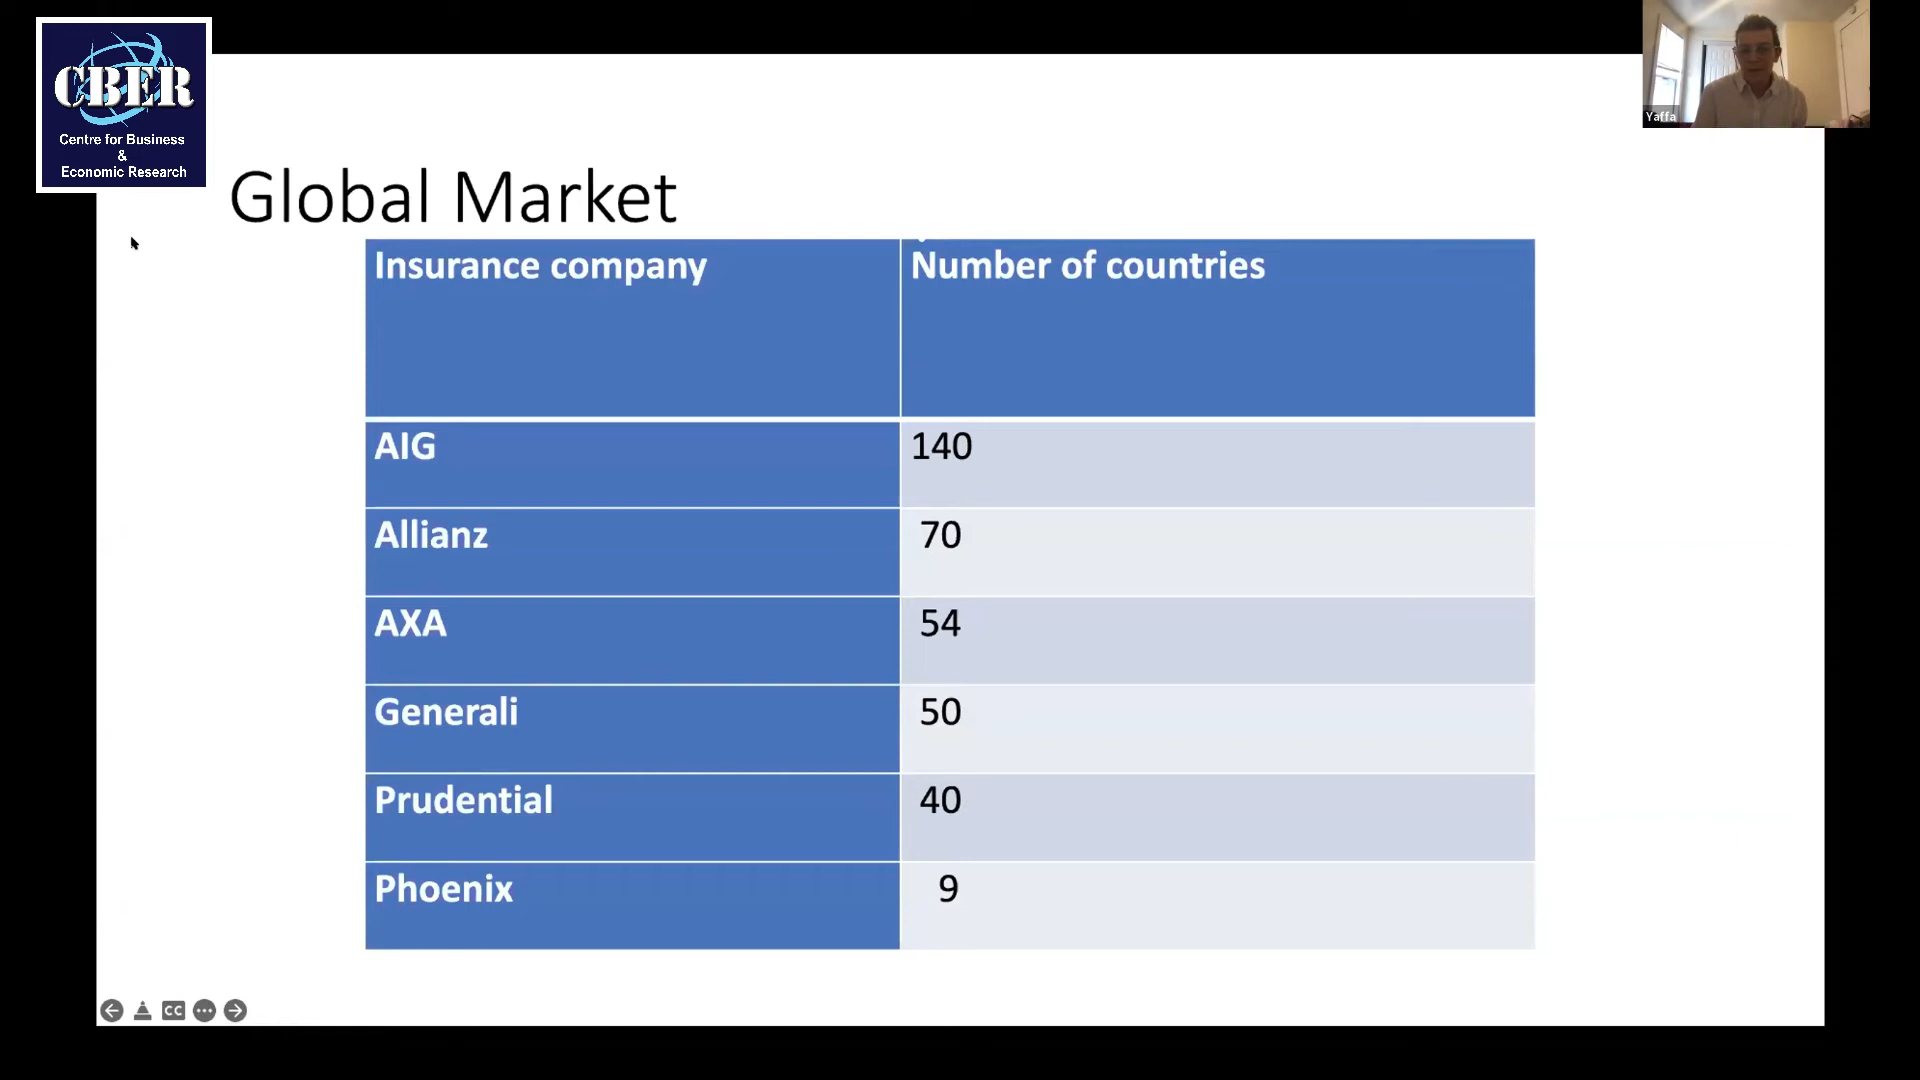 CBER
Centre for Business
&
Economic Research
Yaffa
Global Market
Insurance company Number of countries
AIG 140
Allianz 70
AXA 54
Generali 50
Prudential 40
Phoenix 9
CC